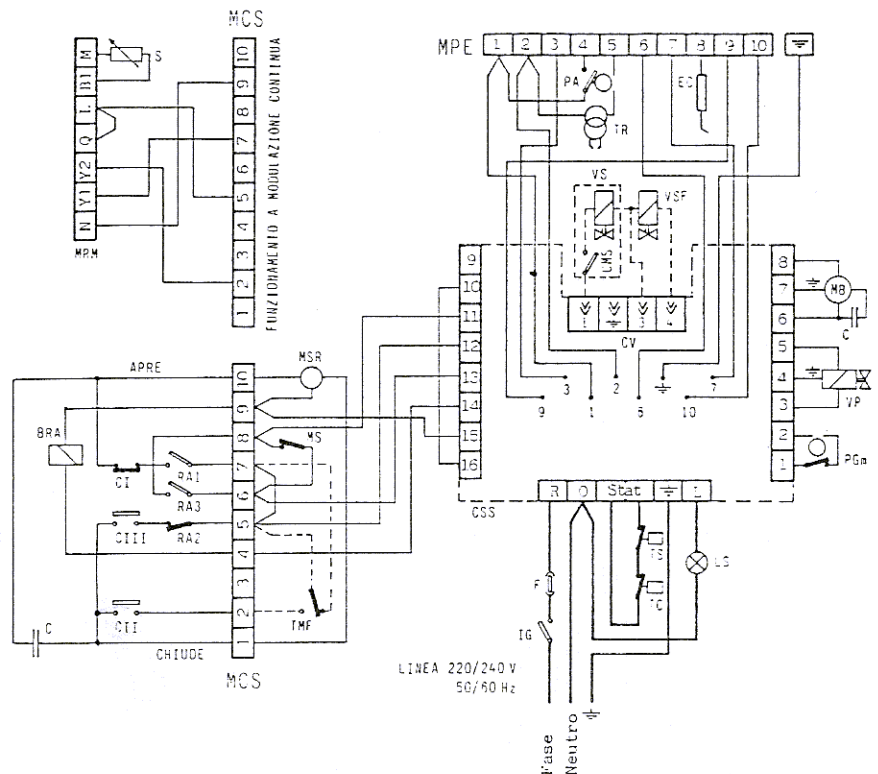 MCS
MPE
1 2 3 4 5 6 7 8 9 10
M B1 L Q Y2 Y1 N
S
MRM
10 9 8 7 6 5 4 3 2 1
FUNZIONAMENTO A MODULAZIONE CONTINUA
PA
TR
EC
VS
VSF
LMS
1 3 4
CV
9 10 11 12 13 14 15 16
8 7 6 5 4 3 2 1
MB
C
VP
PGm
3 2 7
9 1 6 10
CSS
R O Stat L
APRE
MSR
10 9 8 7 6 5 4 3 2 1
BRA
MS
CI
RA1
RA3
CIII
RA2
CII
TMF
C
CHIUDE
MCS
F
IG
TS
TC
LS
LINEA 220/240 V
50/60 Hz
Fase
Neutro